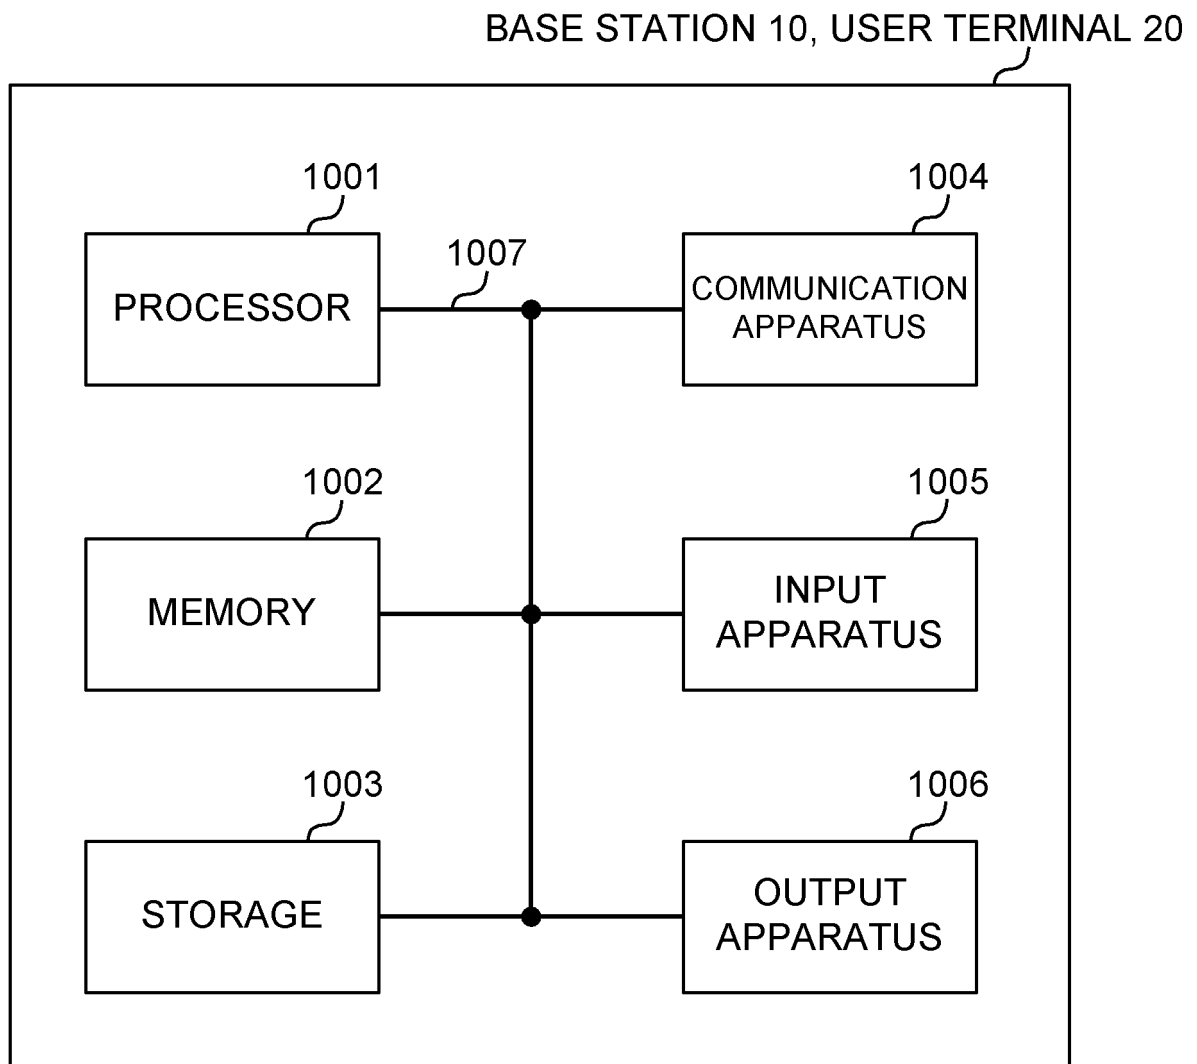 BASE STATION 10, USER TERMINAL 20
1001
1004
1007
PROCESSOR
COMMUNICATION
APPARATUS
1002
1005
MEMORY
INPUT
APPARATUS
1003
1006
STORAGE
OUTPUT
APPARATUS